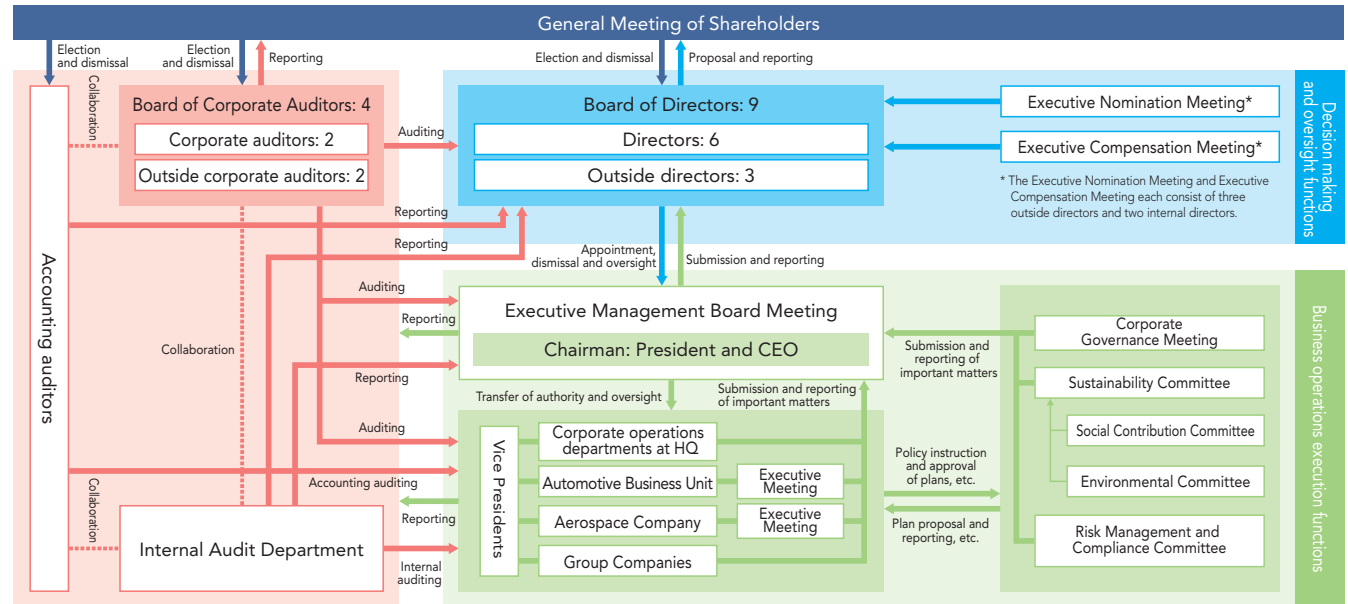 General Meeting of Shareholders
Election
and dismissal
Election
and dismissal
Reporting
Election and dismissal
Proposal and reporting
Collaboration
Board of Corporate Auditors: 4
Corporate auditors: 2
Outside corporate auditors: 2
Auditing
Board of Directors: 9
Directors: 6
Outside directors: 3
Executive Nomination Meeting*
Executive Compensation Meeting*
* The Executive Nomination Meeting and Executive
Compensation Meeting each consist of three
outside directors and two internal directors.
Decision making
and oversight functions
Reporting
Reporting
Appointment,
dismissal and oversight
Submission and reporting
Accounting auditors
Auditing
Reporting
Collaboration
Reporting
Executive Management Board Meeting
Chairman: President and CEO
Submission and
reporting of
important matters
Corporate
Governance Meeting
Sustainability Committee
Social Contribution Committee
Environmental Committee
Risk Management and
Compliance Committee
Business operations execution functions
Transfer of authority and oversight
Submission and reporting
of important matters
Auditing
Accounting auditing
Reporting
Vice Presidents
Corporate operations
departments at HQ
Automotive Business Unit
Executive
Meeting
Aerospace Company
Executive
Meeting
Group Companies
Policy instruction
and approval
of plans, etc.
Plan proposal and
reporting, etc.
Collaboration
Internal Audit Department
Internal
auditing